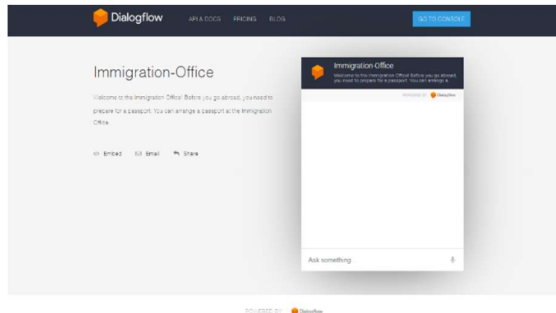 Dialogflow
API & DOCS PRICING BLOG
GO TO CONSOLE
Immigration-Office
Welcome to the Immigration Office! Before you go abroad, you need to
prepare for a passport. You can arrange a passport at the Immigration
Office.
Embed Email Share
Immigration-Office
Welcome to the Immigration Office! Before you go abroad,
you need to prepare for a passport. You can arrange a
POWERED BY Dialogflow
Ask something
POWERED BY Dialogflow